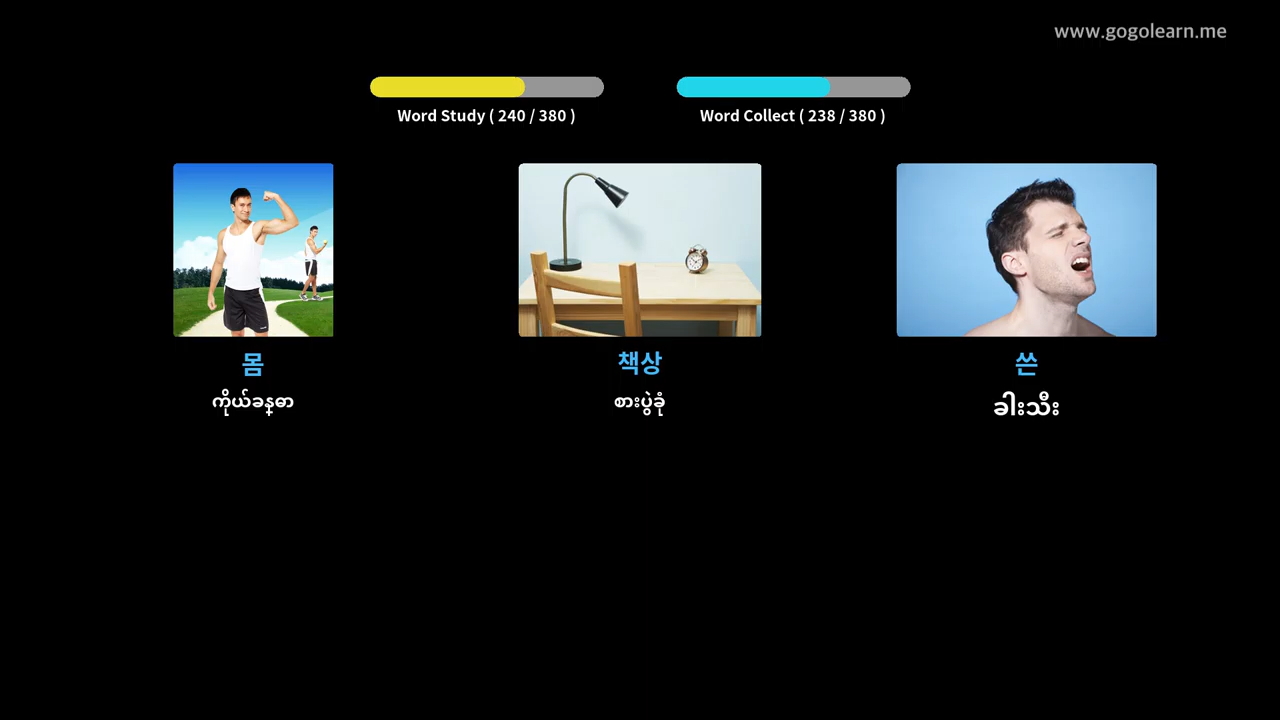 www.gogolearn.me
Word Study ( 240 / 380 )
Word Collect ( 238 / 380 )
몸
책상
쓴
ကိုယ်ခန္ဓာ
စားပွဲခုံ
ခါးသီး